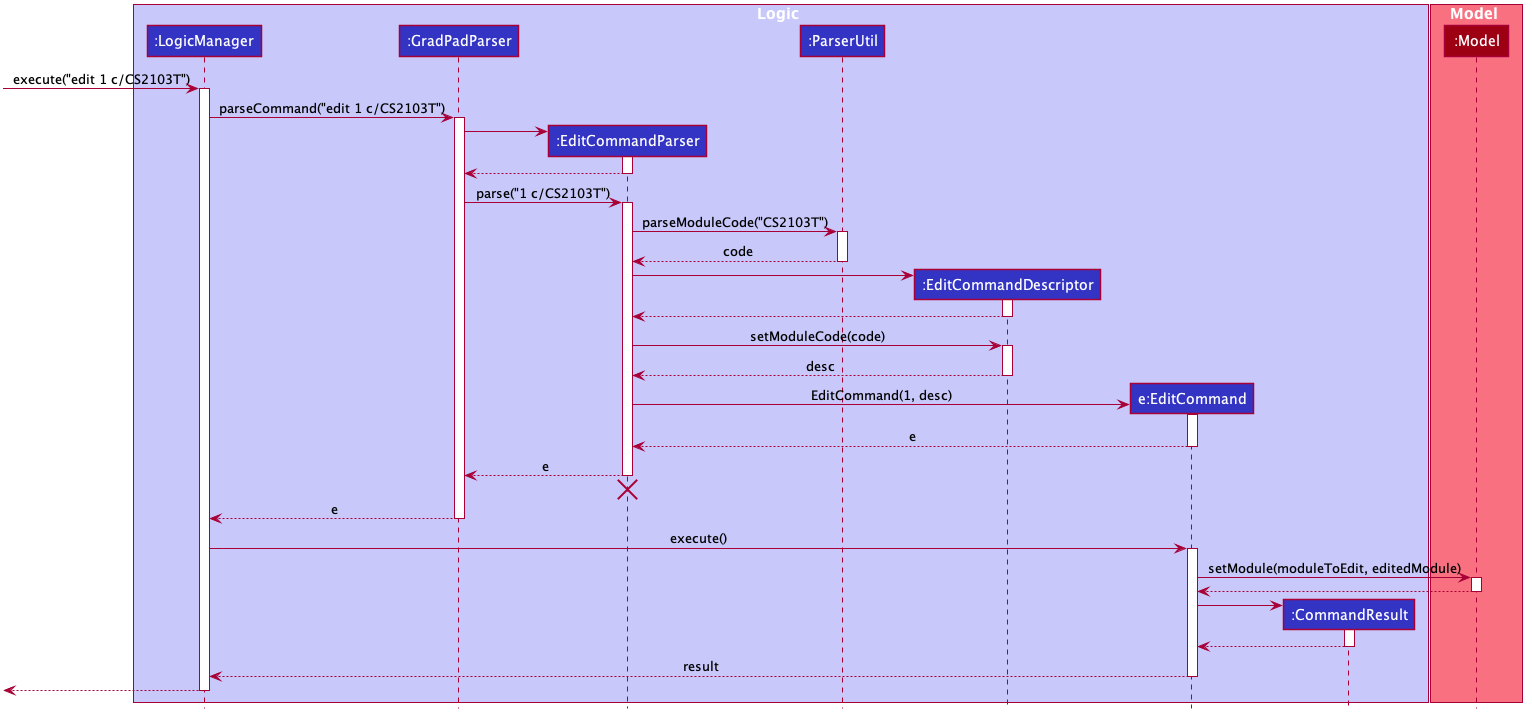 Logic
Model
:LogicManager
:GradPadParser
:ParserUtil
:Model
execute("edit 1 c/CS2103T")
parseCommand("edit 1 c/CS2103T")
:EditCommandParser
parse("1 c/CS2103T")
parseModuleCode("CS2103T")
code
:EditCommandDescriptor
setModuleCode(code)
desc
EditCommand(1, desc)
e:EditCommand
e
e
e
execute()
setModule(moduleToEdit, editedModule)
:CommandResult
result